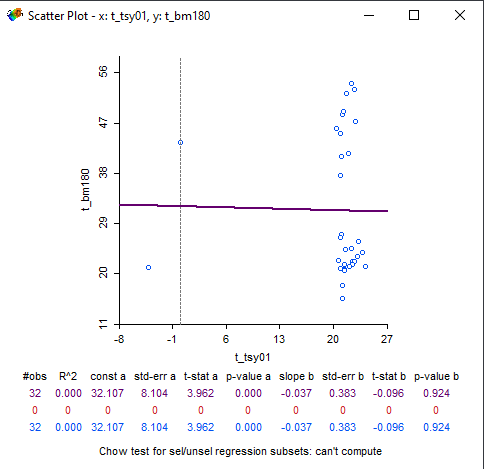 Scatter Plot - x: t_tsy01, y: t_bm180
56
47
38
29
20
11
t_bm180
-8 -1 6 13 20 27
t_tsy01
#obs R^2 const a std-err a t-stat a p-value a slope b std-err b t-stat b p-value b
32 0.000 32.107 8.104 3.962 0.000 -0.037 0.383 -0.096 0.924
0 0 0 0 0 0 0 0 0 0
32 0.000 32.107 8.104 3.962 0.000 -0.037 0.383 -0.096 0.924
Chow test for sel/unsel regression subsets: can't compute